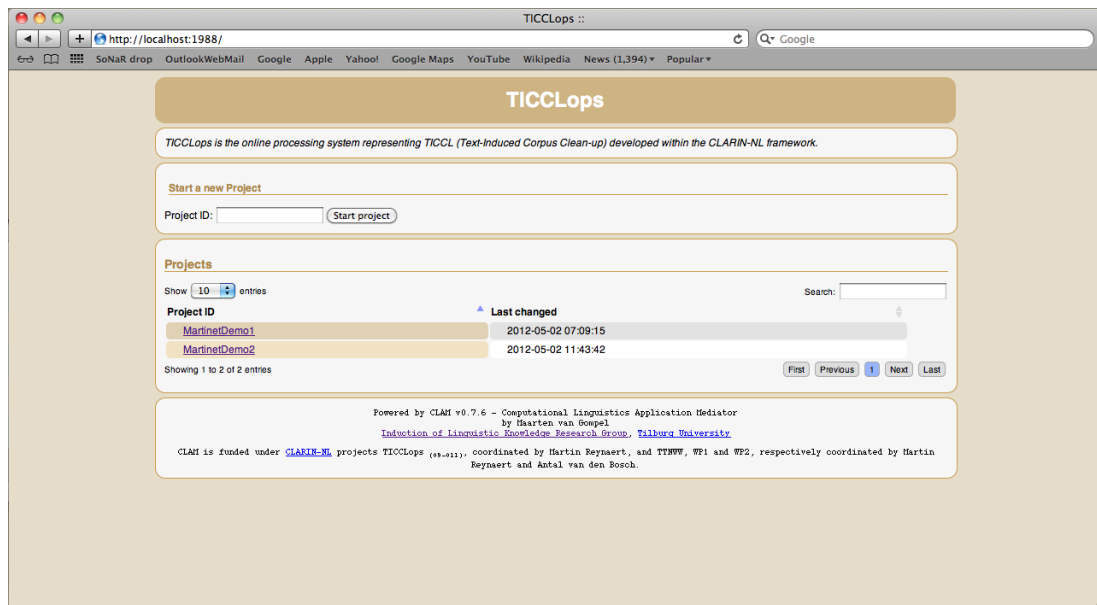 TICCLops ::
http://localhost:1988/
Google
SoNaR drop OutlookWebMail Google Apple Yahoo! Google Maps YouTube Wikipedia News (1,394) Popular
TICCLops
TICCLops is the online processing system representing TICCL (Text-Induced Corpus Clean-up) developed within the CLARIN-NL framework.
Start a new Project
Project ID: Start project
Projects
Show 10 entries Search:
Project ID Last changed
MartinetDemo1 2012-05-02 07:09:15
MartinetDemo2 2012-05-02 11:43:42
Showing 1 to 2 of 2 entries First Previous 1 Next Last
Powered by CLAM v0.7.6 - Computational Linguistics Application Mediator
by Maarten van Gompel
Induction of Linguistic Knowledge Research Group, Tilburg University
CLAM is funded under CLARIN-NL projects TICCLops (09-011), coordinated by Martin Reynaert, and TTNWW, WP1 and WP2, respectively coordinated by Martin
Reynaert and Antal van den Bosch.